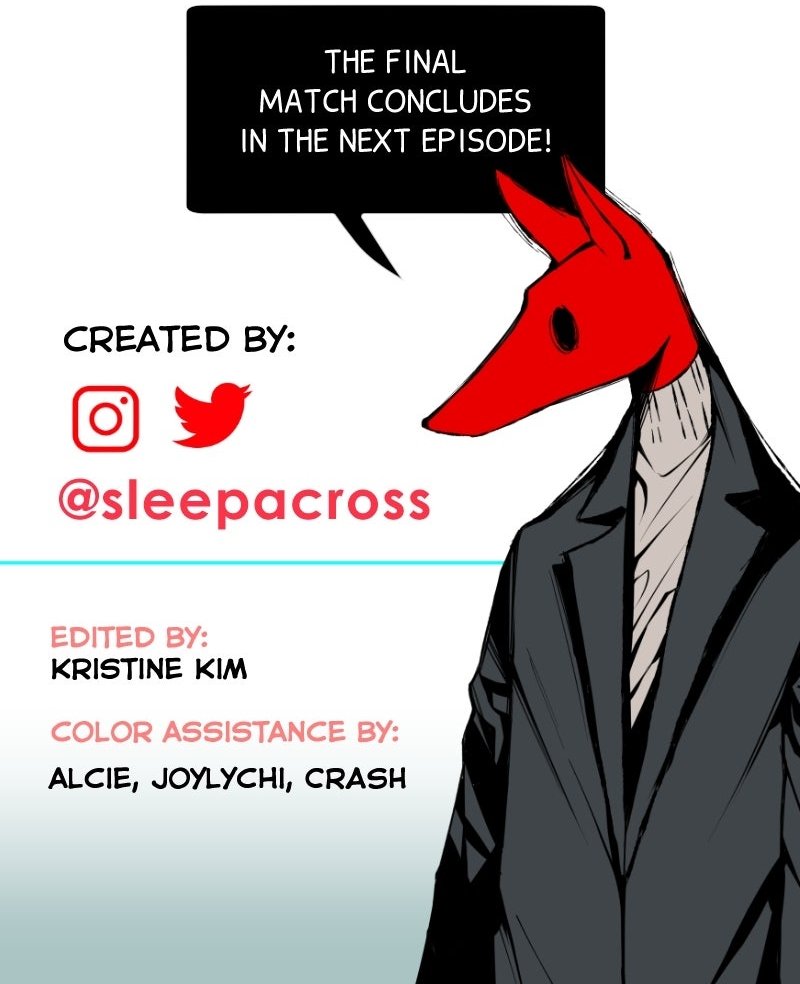 THE FINAL
MATCH CONCLUDES
IN THE NEXT EPISODE!
CREATED BY:
@sleepacross
EDITED BY:
KRISTINE KIM
COLOR ASSISTANCE BY:
ALCIE, JOYLYCHI, CRASH